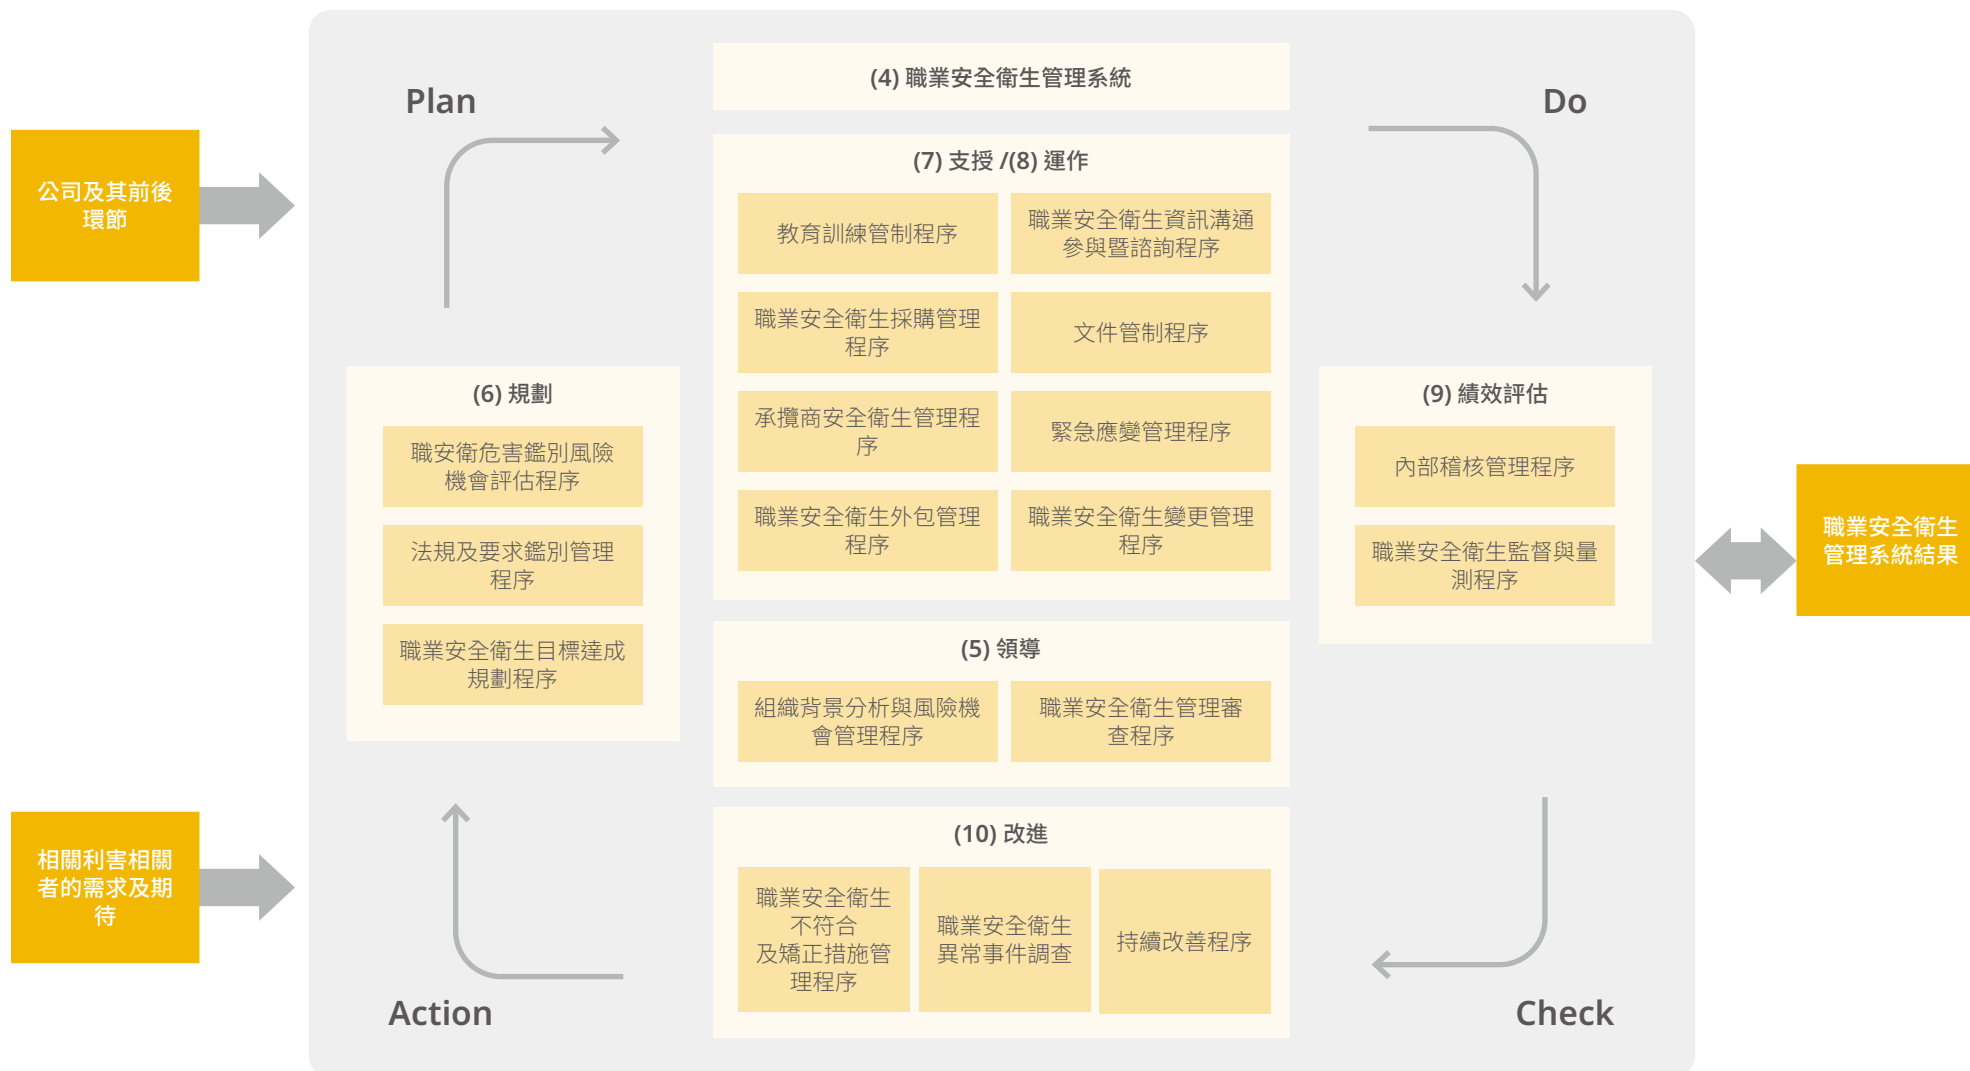 Plan
Do
(4) 職業安全衛生管理系統
公司及其前後
環節
(7) 支授 /(8) 運作
教育訓練管制程序
職業安全衛生資訊溝通
參與暨諮詢程序
職業安全衛生採購管理
程序
文件管制程序
承攬商安全衛生管理程
序
緊急應變管理程序
職業安全衛生外包管理
程序
職業安全衛生變更管理
程序
(6) 規劃
職安衛危害鑑別風險
機會評估程序
法規及要求鑑別管理
程序
職業安全衛生目標達成
規劃程序
(9) 績效評估
內部稽核管理程序
職業安全衛生監督與量
測程序
職業安全衛生
管理系統結果
(5) 領導
組織背景分析與風險機
會管理程序
職業安全衛生管理審
查程序
相關利害相關
者的需求及期
待
(10) 改進
職業安全衛生
不符合
及矯正措施管
理程序
職業安全衛生
異常事件調查
持續改善程序
Action
Check